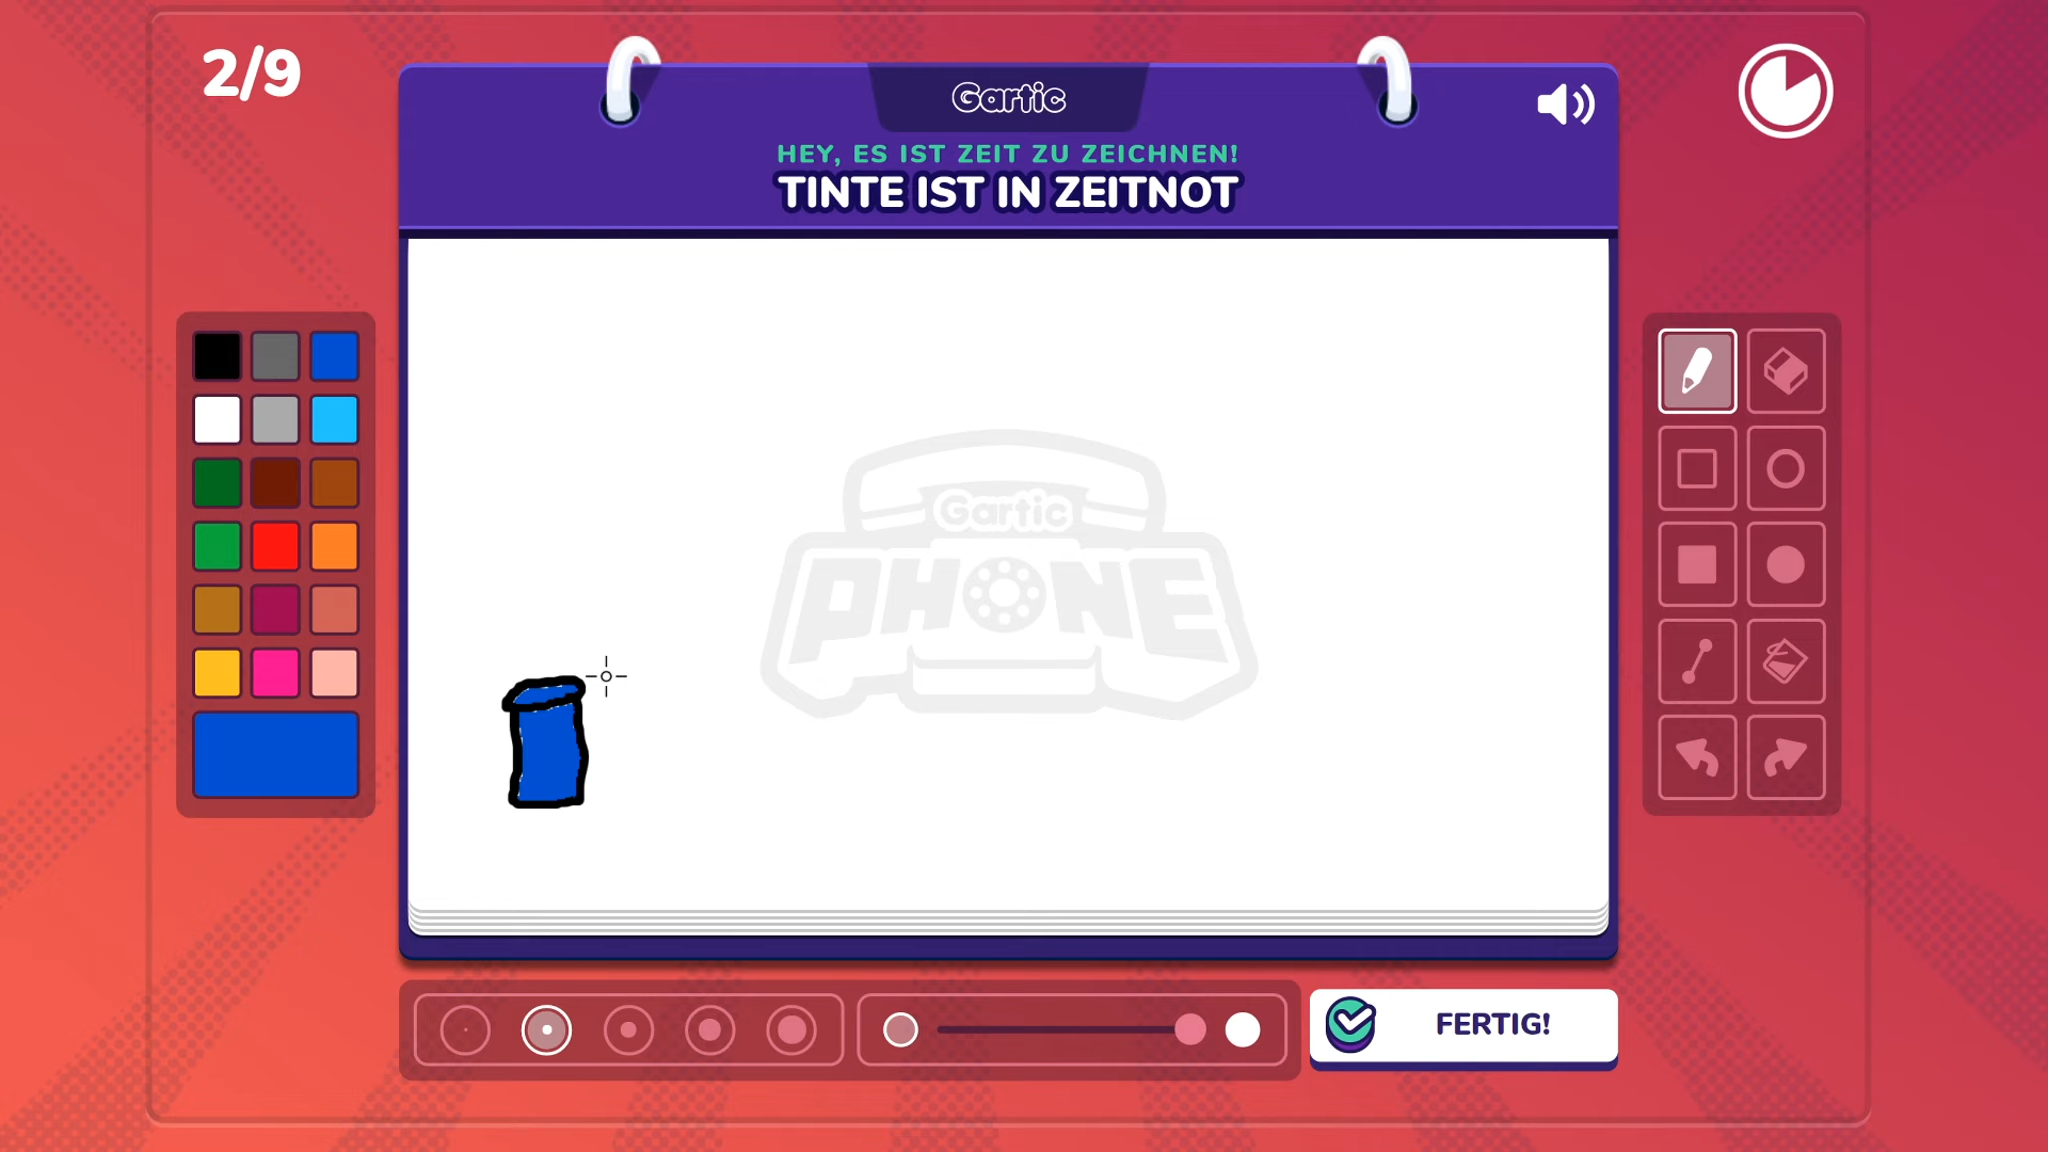 2/9
Gartic
HEY, ES IST ZEIT ZU ZEICHNEN!
TINTE IST IN ZEITNOT
Gartic
PHONE
FERTIG!